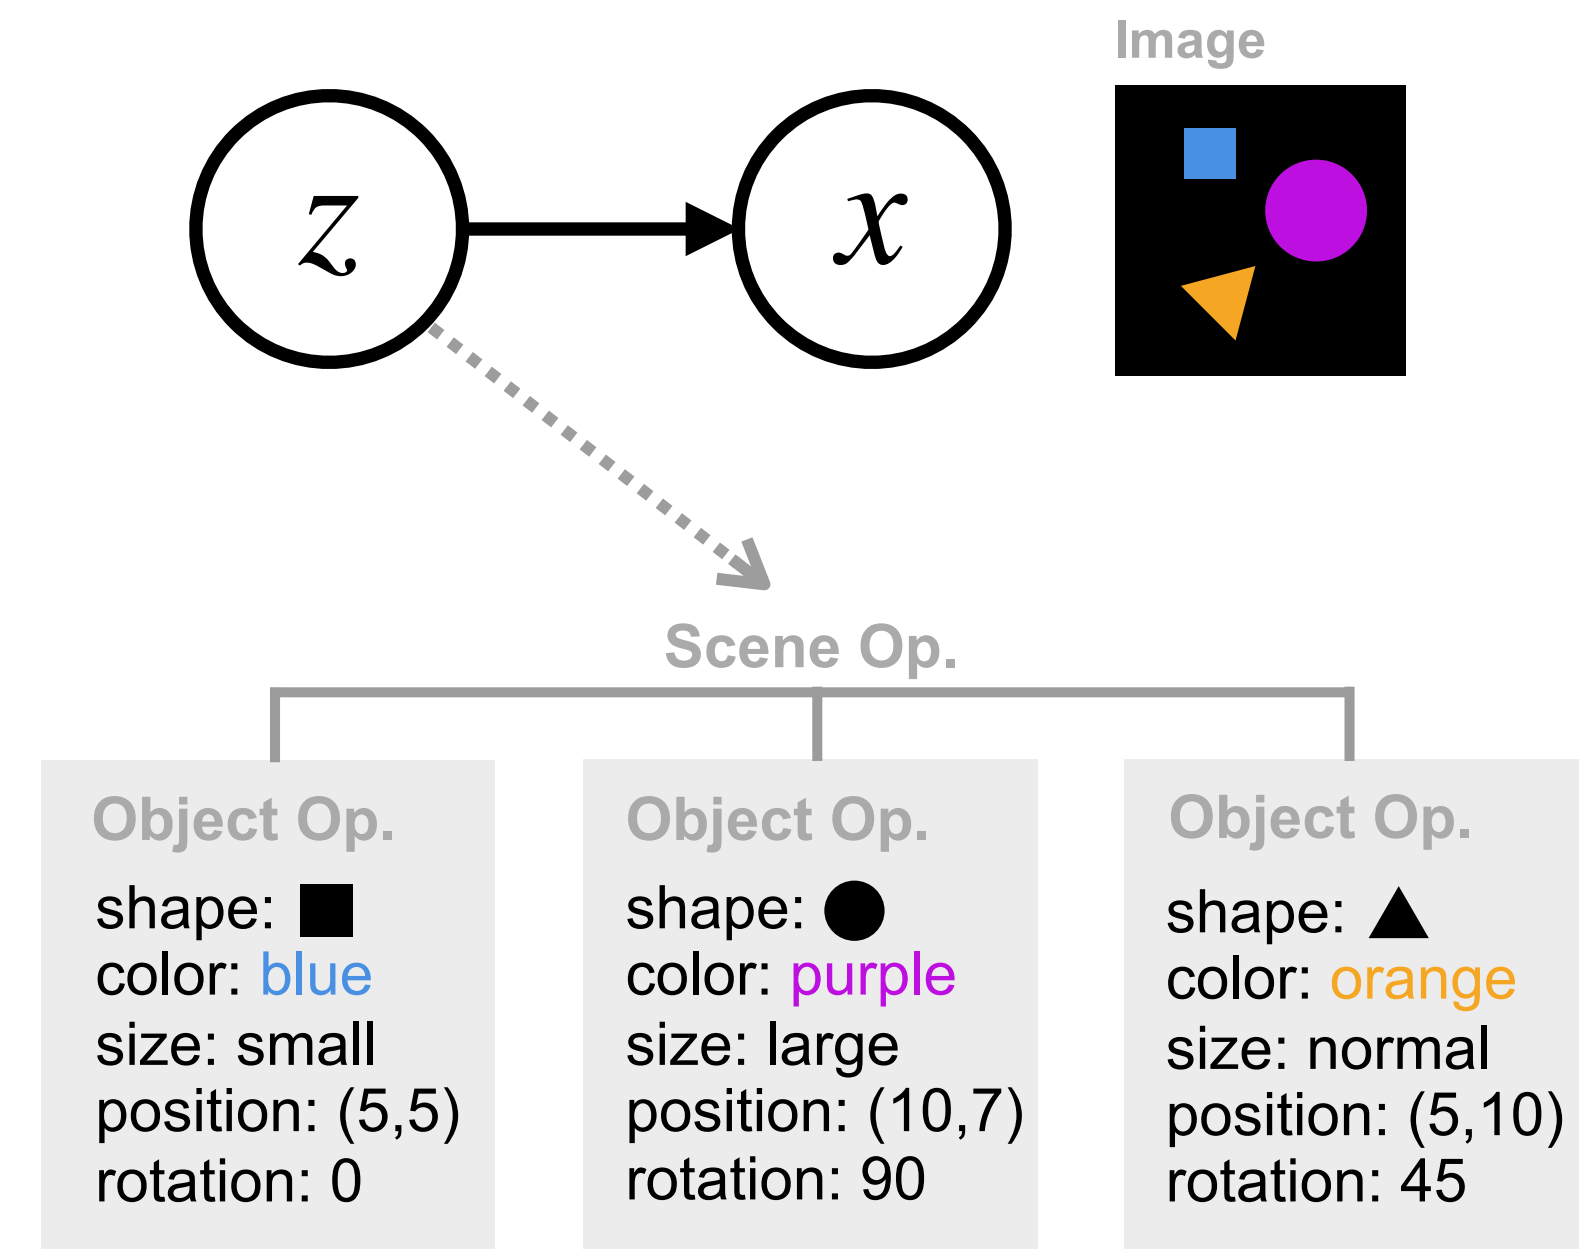 Image
z
x
Scene Op.
Object Op.
shape:
color: blue
size: small
position: (5,5)
rotation: 0
Object Op.
shape:
color: purple
size: large
position: (10,7)
rotation: 90
Object Op.
shape:
color: orange
size: normal
position: (5,10)
rotation: 45